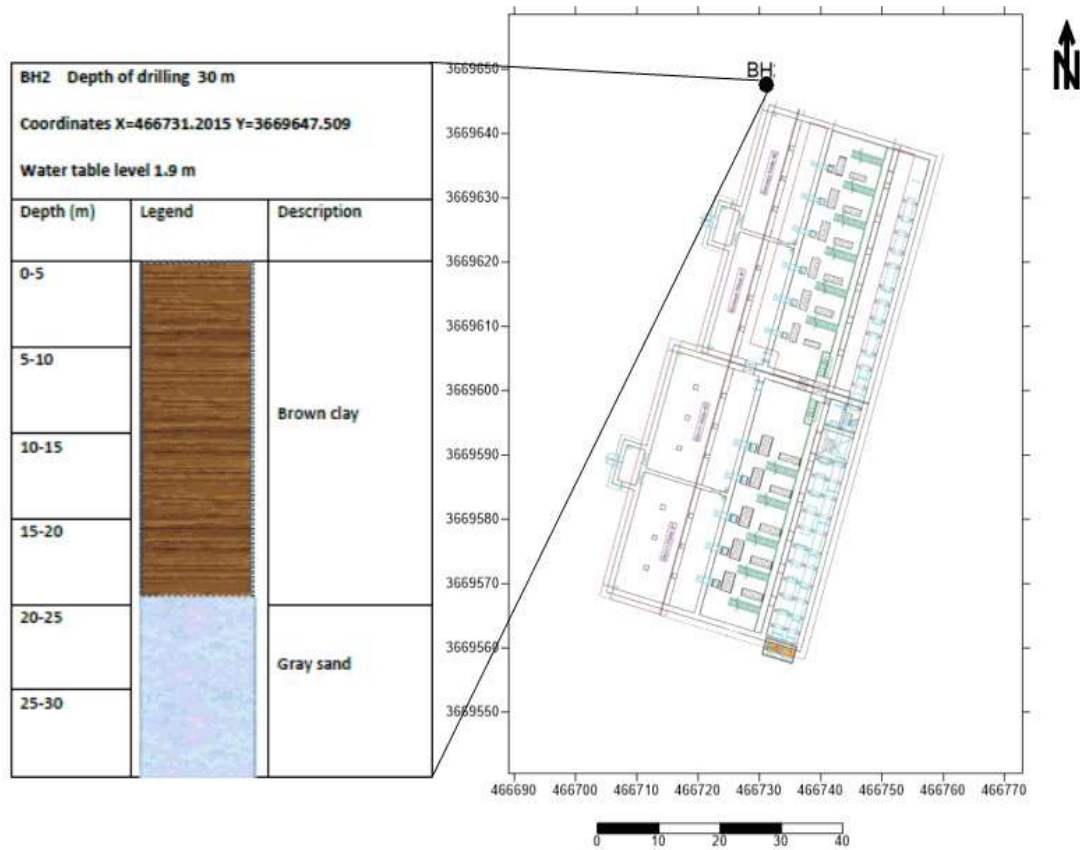 BH2 Depth of drilling 30 m
Coordinates X=466731.2015 Y=3669647.509
Water table level 1.9 m
Depth (m) Legend Description
0-5
5-10
Brown clay
10-15
15-20
20-25
Gray sand
25-30
BH
N
3669650
3669640
3669630
3669620
3669610
3669600
3669590
3669580
3669570
3669560
3669550
466690 466700 466710 466720 466730 466740 466750 466760 466770
0 10 20 30 40